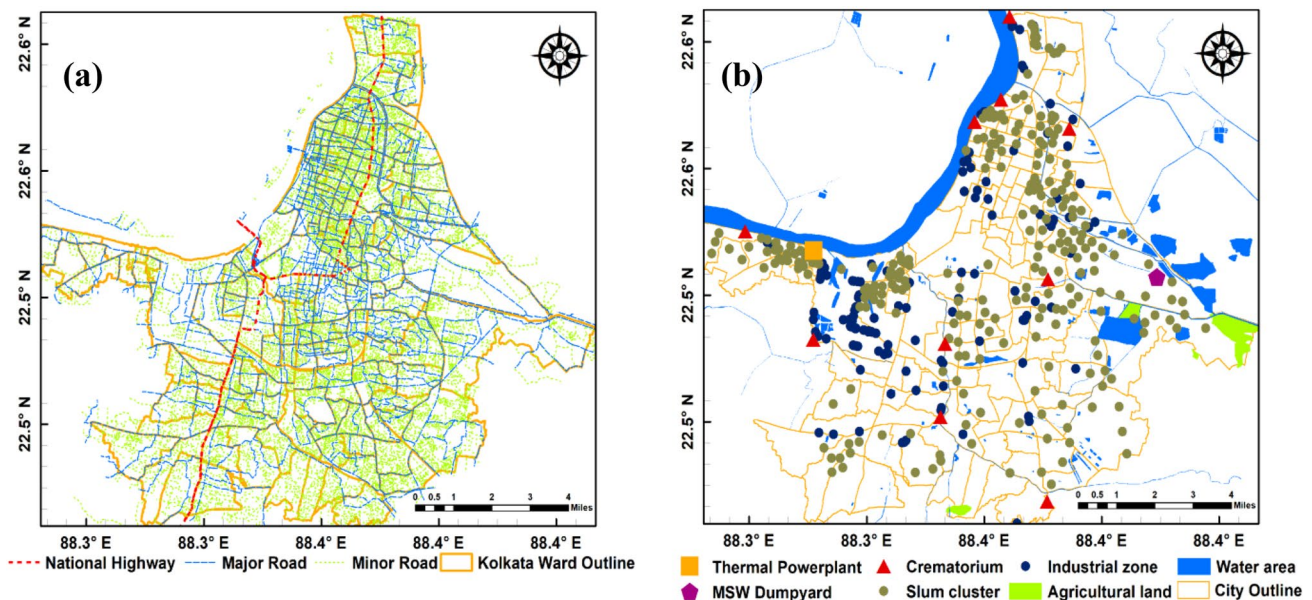 (a)
22.6° N
22.6° N
22.5° N
22.5° N
0 0.5 1 2 3 4
Miles
88.3° E 88.3° E 88.4° E 88.4° E 88.4° E
National Highway Major Road Minor Road Kolkata Ward Outline
(b)
22.6° N
22.6° N
22.5° N
22.5° N
0 0.5 1 2 3 4
Miles
88.3° E 88.3° E 88.4° E 88.4° E 88.4° E
Thermal Powerplant Crematorium Industrial zone Water area
MSW Dumpyard Slum cluster Agricultural land City Outline